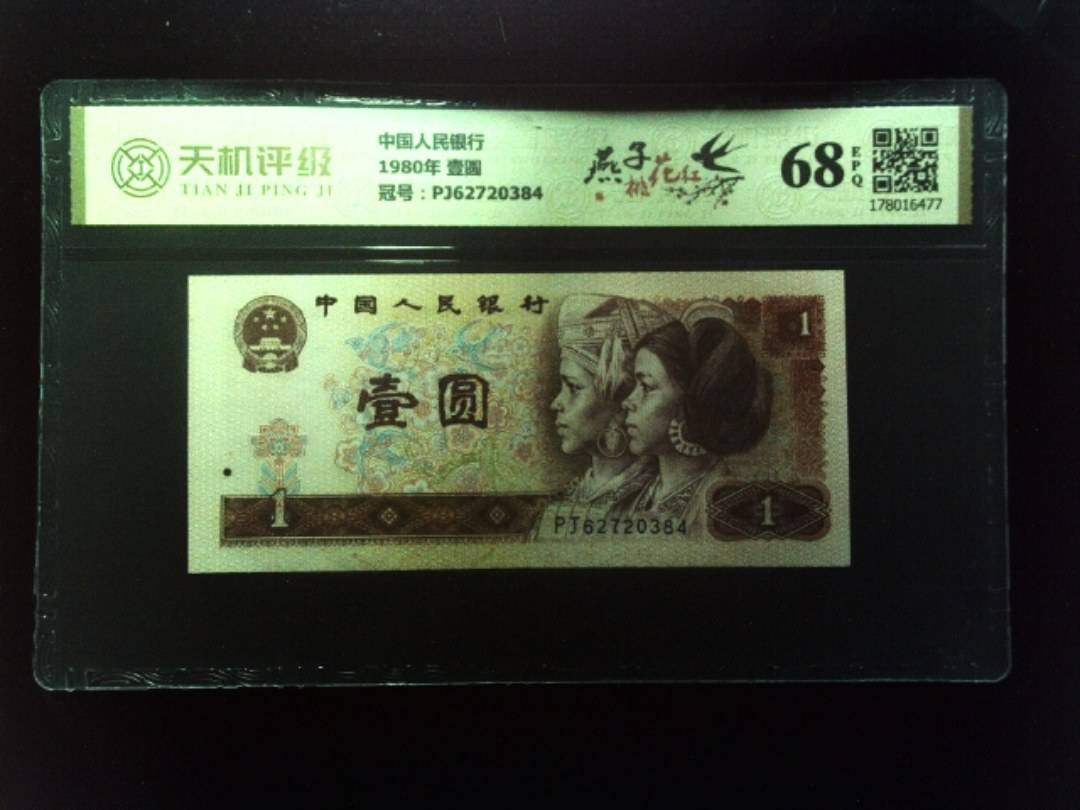 天机评级
TIAN JI PING JI
中国人民银行
1980年 壹圆
冠号：PJ62720384
燕子
桃花红
68
EPQ
178016477
中国人民银行
壹圆
1
1
PJ62720384
1